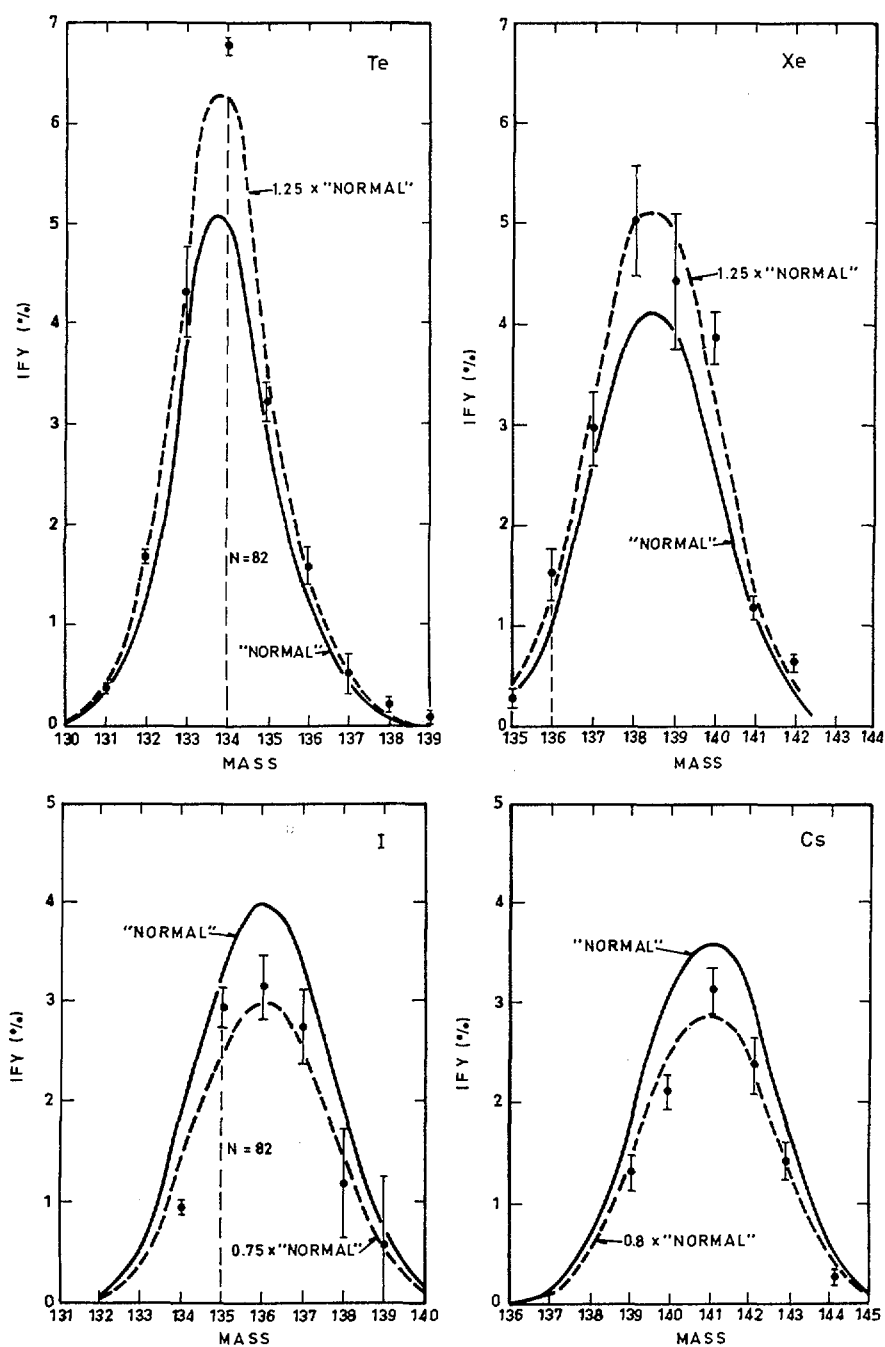 Te
7
6
5
4
3
2
1
0
IFY (%)
1.25 × "NORMAL"
N = 82
"NORMAL"
130 131 132 133 134 135 136 137 138 139
MASS
Xe
7
6
5
4
3
2
1
0
IFY (%)
1.25 × "NORMAL"
"NORMAL"
135 136 137 138 139 140 141 142 143 144
MASS
I
5
4
3
2
1
0
IFY (%)
"NORMAL"
N = 82
0.75 × "NORMAL"
131 132 133 134 135 136 137 138 139 140
MASS
Cs
5
4
3
2
1
0
IFY (%)
"NORMAL"
0.8 × "NORMAL"
136 137 138 139 140 141 142 143 144 145
MASS